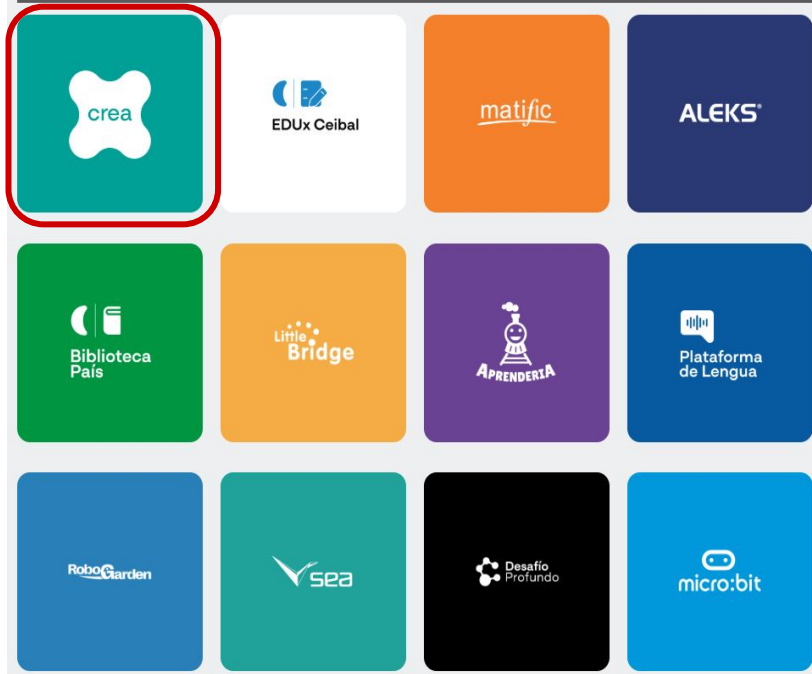 crea
EDUx Ceibal
matific
ALEKS®
Biblioteca
País
Little
Bridge
APRENDERIA
Plataforma
de Lengua
RoboGarden
sea
Desafío
Profundo
micro:bit